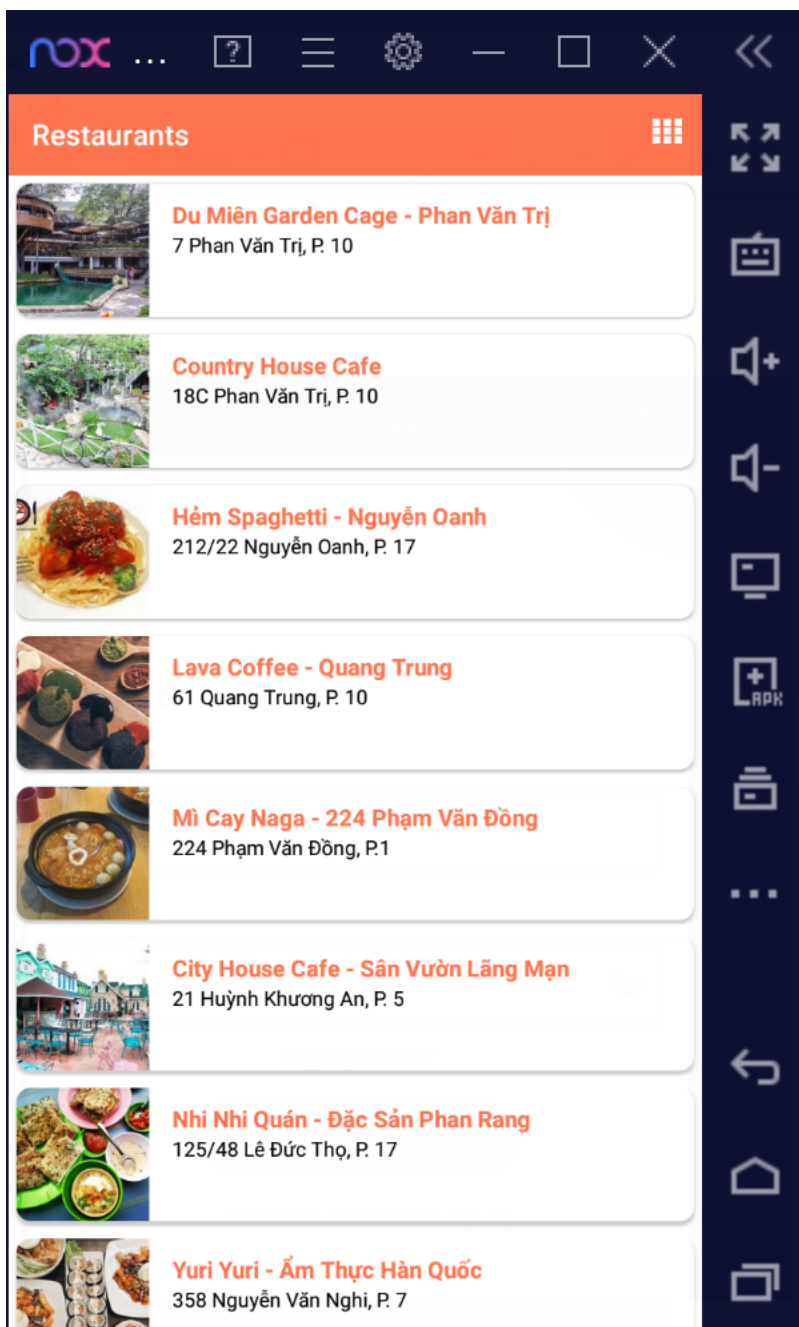 nox ...
Restaurants
Du Miên Garden Cage - Phan Văn Trị
7 Phan Văn Trị, P. 10
Country House Cafe
18C Phan Văn Trị, P. 10
Hẻm Spaghetti - Nguyễn Oanh
212/22 Nguyễn Oanh, P. 17
Lava Coffee - Quang Trung
61 Quang Trung, P. 10
APK
Mì Cay Naga - 224 Phạm Văn Đồng
224 Phạm Văn Đồng, P.1
City House Cafe - Sân Vườn Lãng Mạn
21 Huỳnh Khương An, P. 5
Nhi Nhi Quán - Đặc Sản Phan Rang
125/48 Lê Đức Thọ, P. 17
Yuri Yuri - Ẩm Thực Hàn Quốc
358 Nguyễn Văn Nghi, P. 7